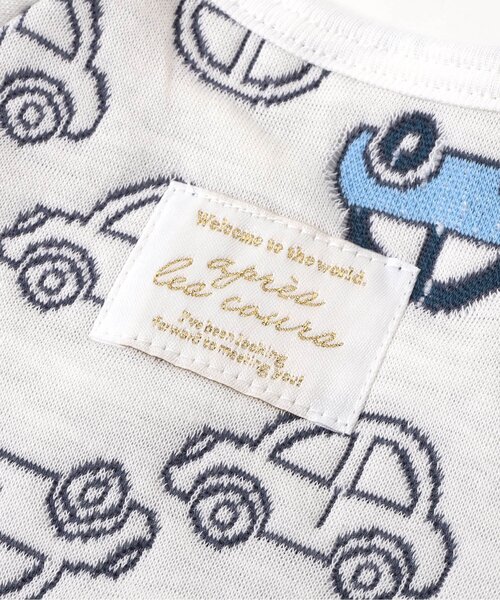 Welcome to the world.
après
les cours
I've been looking
forward to meeting you!